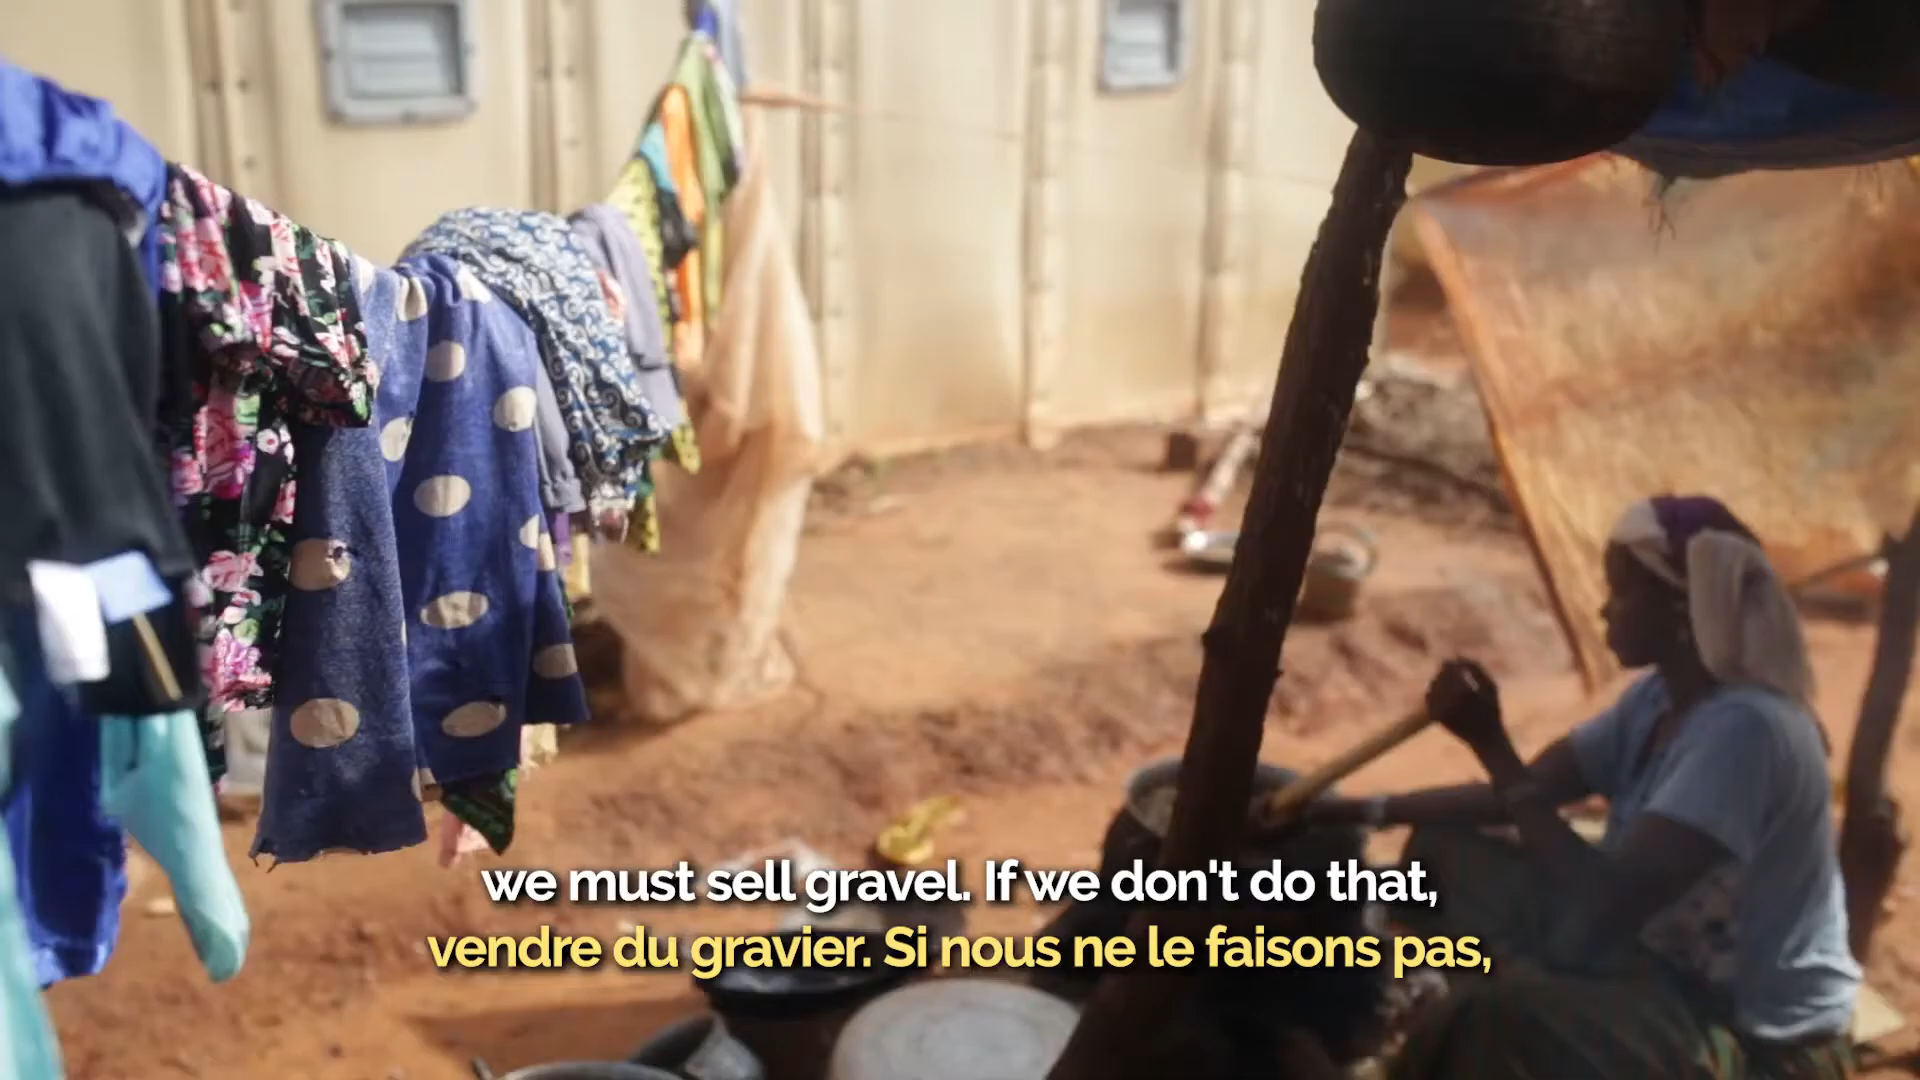 we must sell gravel. If we don't do that,
vendre du gravier. Si nous ne le faisons pas,